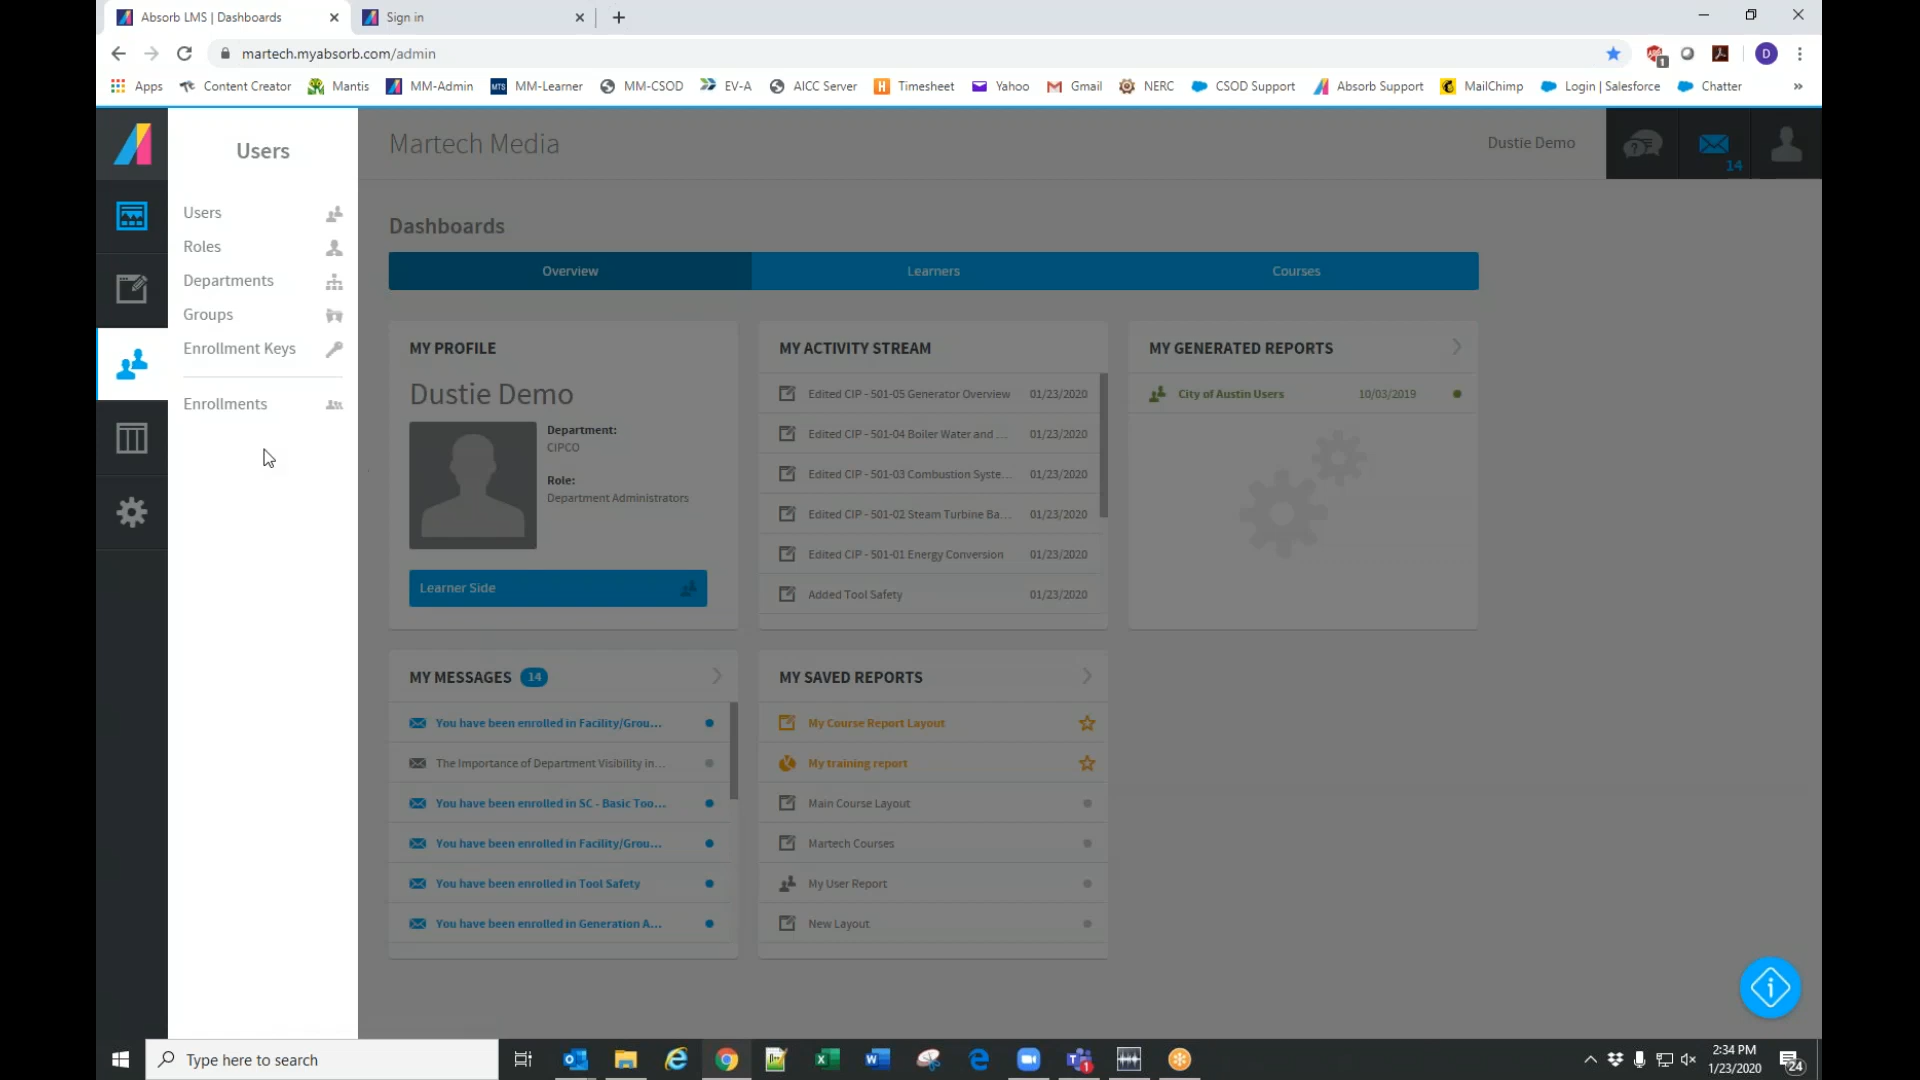 Absorb LMS | Dashboards
Sign in
martech.myabsorb.com/admin
1
D
Apps
Content Creator
Mantis
MM-Admin
MTS
MM-Learner
MM-CSOD
EV-A
AICC Server
H
Timesheet
Yahoo
Gmail
NERC
CSOD Support
Absorb Support
MailChimp
Login | Salesforce
Chatter
»
Users
Martech Media
Dustie Demo
14
Users
Roles
Departments
Groups
Enrollment Keys
Enrollments
Dashboards
Overview
Learners
Courses
MY PROFILE
Dustie Demo
Department:
CIPCO
Role:
Department Administrators
Learner Side
MY ACTIVITY STREAM
Edited CIP - 501-05 Generator Overview 01/23/2020
Edited CIP - 501-04 Boiler Water and ... 01/23/2020
Edited CIP - 501-03 Combustion Syste... 01/23/2020
Edited CIP - 501-02 Steam Turbine Ba... 01/23/2020
Edited CIP - 501-01 Energy Conversion 01/23/2020
Added Tool Safety 01/23/2020
MY GENERATED REPORTS
City of Austin Users 10/03/2019
MY MESSAGES 14
You have been enrolled in Facility/Grou...
The Importance of Department Visibility in...
You have been enrolled in SC - Basic Too...
You have been enrolled in Facility/Grou...
You have been enrolled in Tool Safety
You have been enrolled in Generation A...
MY SAVED REPORTS
My Course Report Layout
My training report
Main Course Layout
Martech Courses
My User Report
New Layout
Type here to search
1
2:34 PM
1/23/2020
24